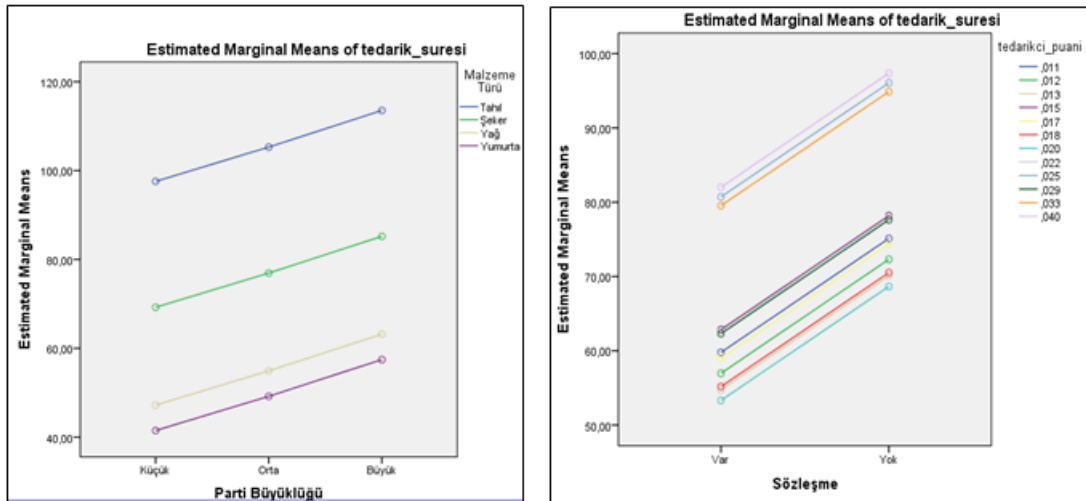 Estimated Marginal Means of tedarik_suresi
Malzeme
Türü
Tahıl
Şeker
Yağ
Yumurta
Estimated Marginal Means
120,00
100,00
80,00
60,00
40,00
Küçük
Orta
Büyük
Parti Büyüklüğü
Estimated Marginal Means of tedarik_suresi
tedarikci_puani
,011
,012
,013
,015
,017
,018
,020
,022
,025
,029
,033
,040
Estimated Marginal Means
100,00
90,00
80,00
70,00
60,00
50,00
Var
Yok
Sözleşme